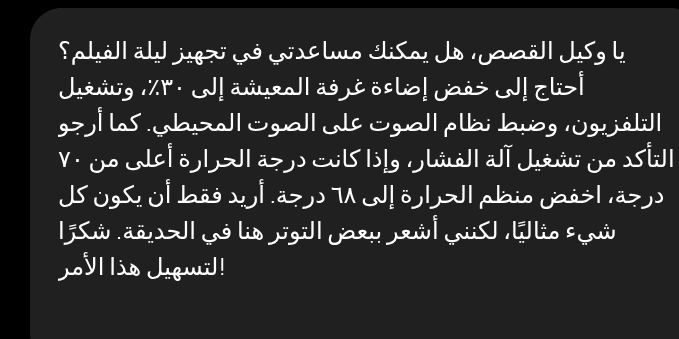 يا وكيل القصص، هل يمكنك مساعدتي في تجهيز ليلة الفيلم؟
أحتاج إلى خفض إضاءة غرفة المعيشة إلى ٣٠٪، وتشغيل
التلفزيون، وضبط نظام الصوت على الصوت المحيطي. كما أرجو
التأكد من تشغيل آلة الفشار، وإذا كانت درجة الحرارة أعلى من ٧٠
درجة، اخفض منظم الحرارة إلى ٦٨ درجة. أريد فقط أن يكون كل
شيء مثاليًا، لكنني أشعر ببعض التوتر هنا في الحديقة. شكرًا
لتسهيل هذا الأمر!